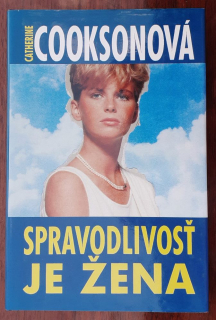 CATHERINE
COOKSONOVÁ
SPRAVODLIVOSŤ
JE ŽENA